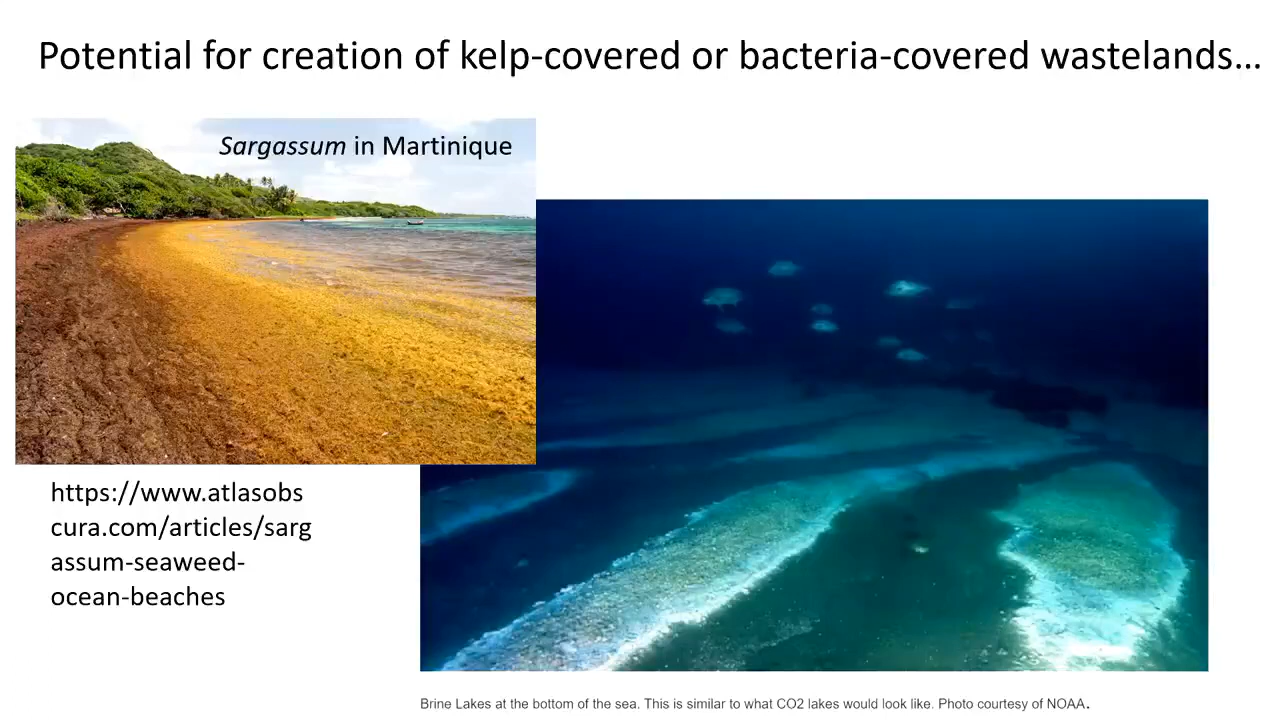 Potential for creation of kelp-covered or bacteria-covered wastelands…
Sargassum in Martinique
https://www.atlasobs
cura.com/articles/sarg
assum-seaweed-
ocean-beaches
Brine Lakes at the bottom of the sea. This is similar to what CO2 lakes would look like. Photo courtesy of NOAA.